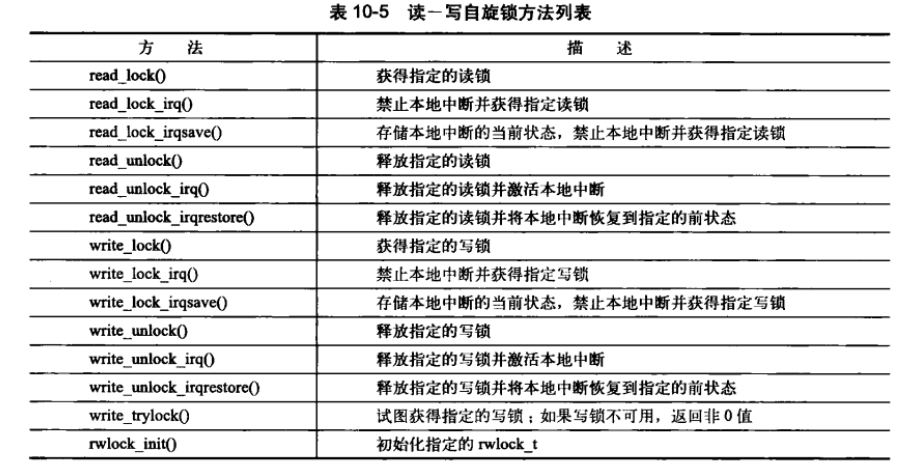 表 10-5 读－写自旋锁方法列表
方 法 描 述
read_lock() 获得指定的读锁
read_lock_irq() 禁止本地中断并获得指定读锁
read_lock_irqsave() 存储本地中断的当前状态，禁止本地中断并获得指定读锁
read_unlock() 释放指定的读锁
read_unlock_irq() 释放指定的读锁并激活本地中断
read_unlock_irqrestore() 释放指定的读锁并将本地中断恢复到指定的前状态
write_lock() 获得指定的写锁
write_lock_irq() 禁止本地中断并获得指定写锁
write_lock_irqsave() 存储本地中断的当前状态，禁止本地中断并获得指定写锁
write_unlock() 释放指定的写锁
write_unlock_irq() 释放指定的写锁并激活本地中断
write_unlock_irqrestore() 释放指定的写锁并将本地中断恢复到指定的前状态
write_trylock() 试图获得指定的写锁；如果写锁不可用，返回非 0 值
rwlock_init() 初始化指定的 rwlock_t